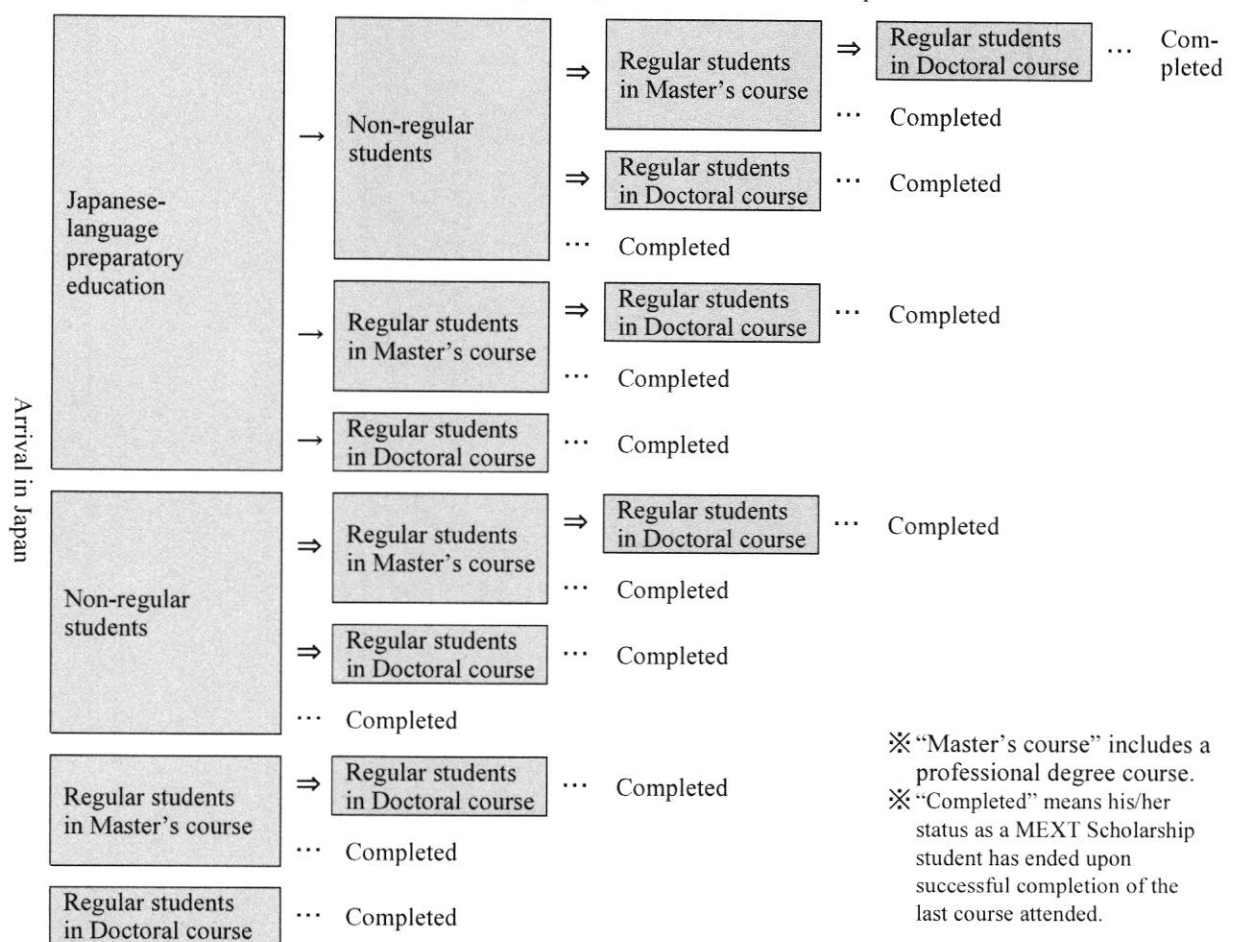 ⇒ Regular students ⋯ Com-
in Doctoral course pleted
⇒ Regular students
in Master's course
⋯ Completed
→ Non-regular
students
⇒ Regular students
in Doctoral course ⋯ Completed
⋯ Completed
Japanese-
language
preparatory
education
→ Regular students
in Master's course
⇒ Regular students
in Doctoral course ⋯ Completed
⋯ Completed
→ Regular students
in Doctoral course ⋯ Completed
Arrival in Japan
Non-regular
students
⇒ Regular students
in Master's course
⇒ Regular students
in Doctoral course ⋯ Completed
⋯ Completed
⇒ Regular students
in Doctoral course ⋯ Completed
⋯ Completed
Regular students
in Master's course
⇒ Regular students
in Doctoral course ⋯ Completed
⋯ Completed
Regular students
in Doctoral course ⋯ Completed
※ “Master's course” includes a
professional degree course.
※ “Completed” means his/her
status as a MEXT Scholarship
student has ended upon
successful completion of the
last course attended.